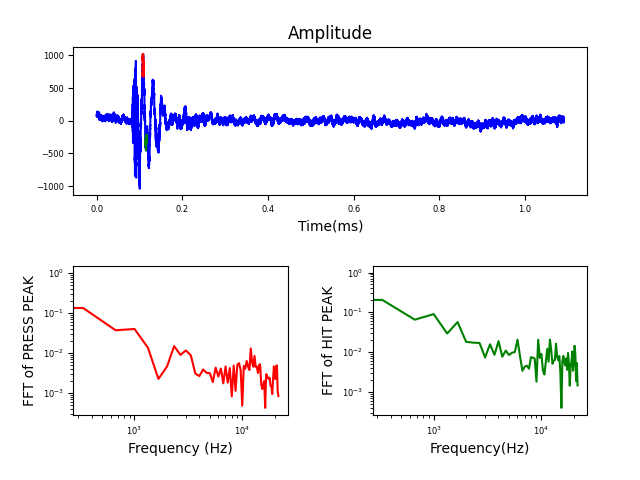 Amplitude
1000
500
0
−500
−1000
0.0 0.2 0.4 0.6 0.8 1.0
Time(ms)
FFT of PRESS PEAK
10⁰
10⁻¹
10⁻²
10⁻³
10³ 10⁴
Frequency (Hz)
FFT of HIT PEAK
10⁰
10⁻¹
10⁻²
10⁻³
10³ 10⁴
Frequency(Hz)